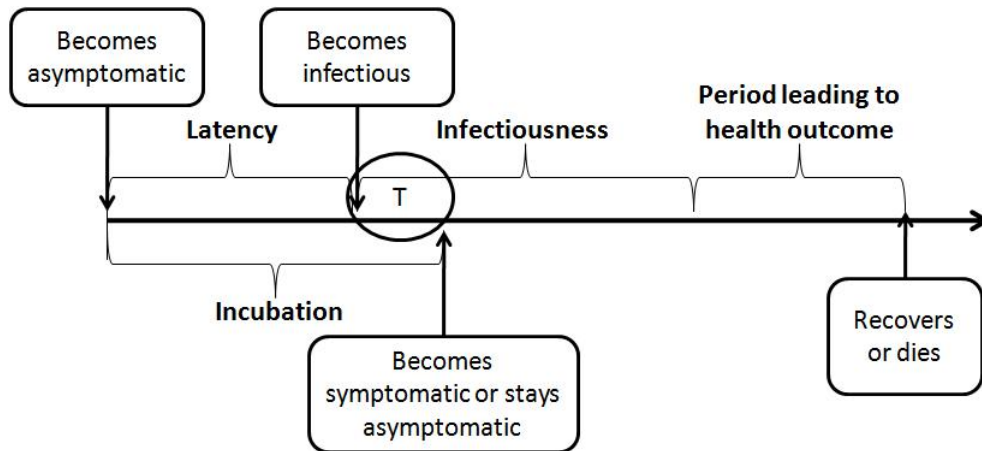 Becomes
asymptomatic
Becomes
infectious
Latency
Infectiousness
Period leading to
health outcome
T
Incubation
Becomes
symptomatic or stays
asymptomatic
Recovers
or dies